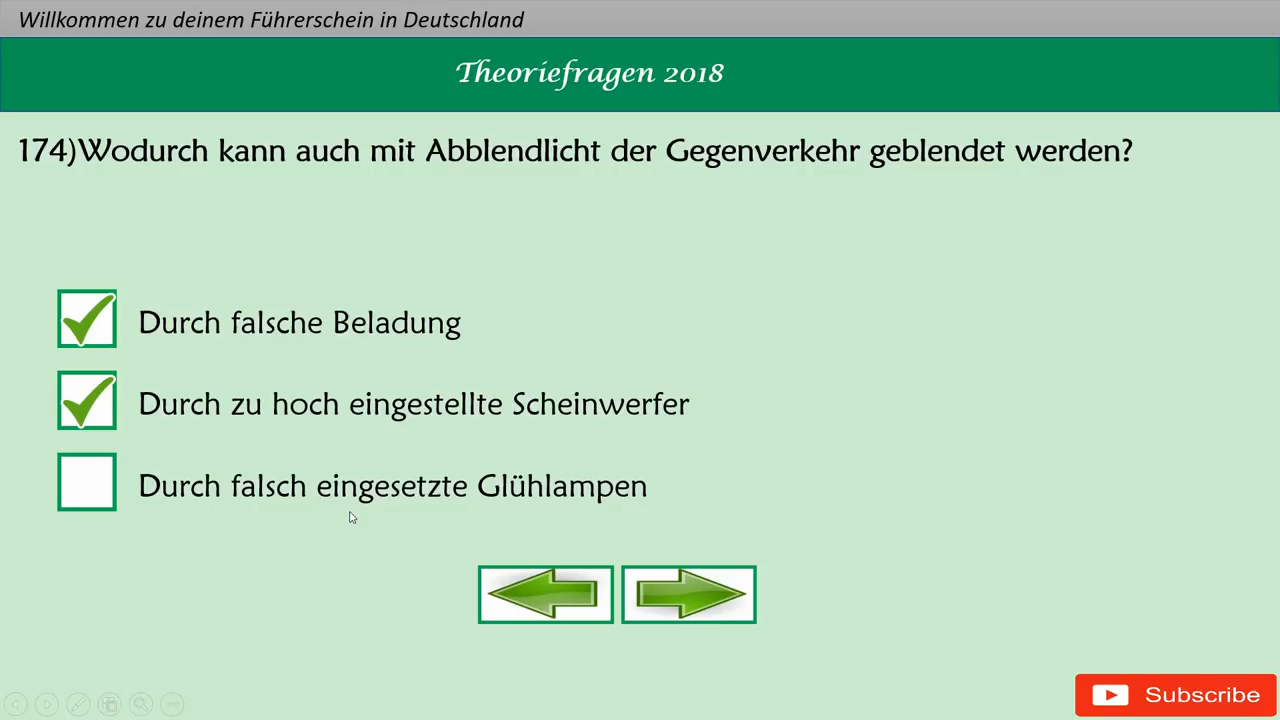 Willkommen zu deinem Führerschein in Deutschland
Theoriefragen 2018
174)Wodurch kann auch mit Abblendlicht der Gegenverkehr geblendet werden?
Durch falsche Beladung
Durch zu hoch eingestellte Scheinwerfer
Durch falsch eingesetzte Glühlampen
Subscribe